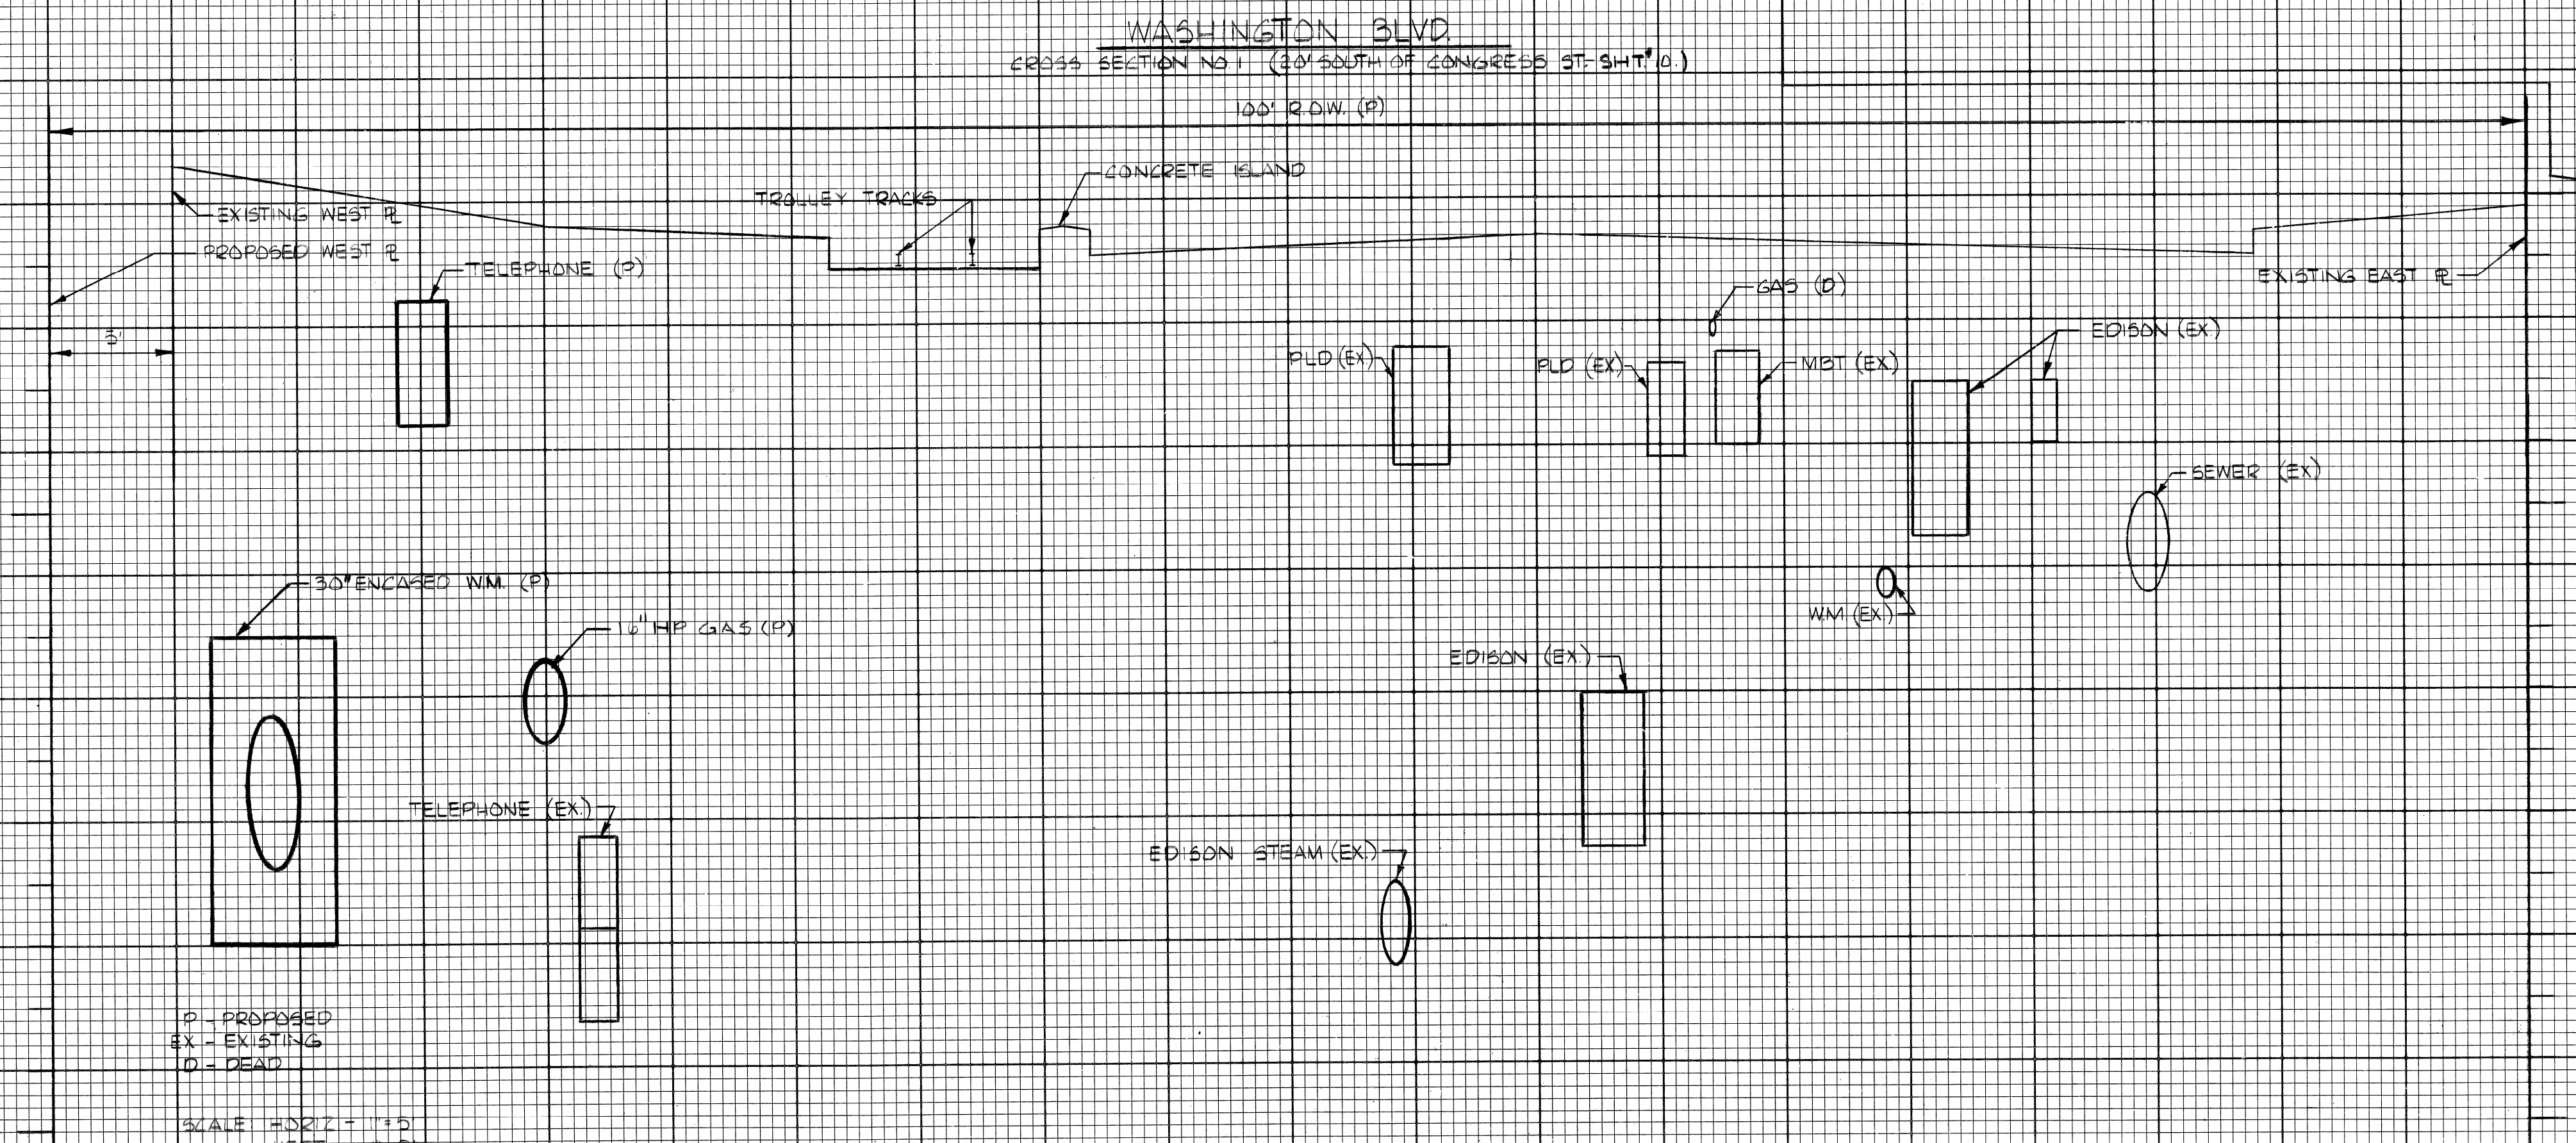 WASHINGTON BLVD.
CROSS SECTION NO. 1 (20' SOUTH OF CONGRESS ST.-SHT.#10.)
100' R.O.W. (P)
CONCRETE ISLAND
TROLLEY TRACKS
EXISTING WEST ℞
PROPOSED WEST ℞
TELEPHONE (P)
EXISTING EAST ℞
GAS (D)
5'
EDISON (EX.)
PLD (EX)
PLD (EX.)
MBT (EX.)
SEWER (EX)
30" ENCASED W.M. (P)
W.M. (EX.)
16" HP GAS (P)
EDISON (EX.)
TELEPHONE (EX.)
EDISON STEAM (EX.)
P - PROPOSED
EX - EXISTING
D - DEAD
SCALE: HORIZ - 1"=5'